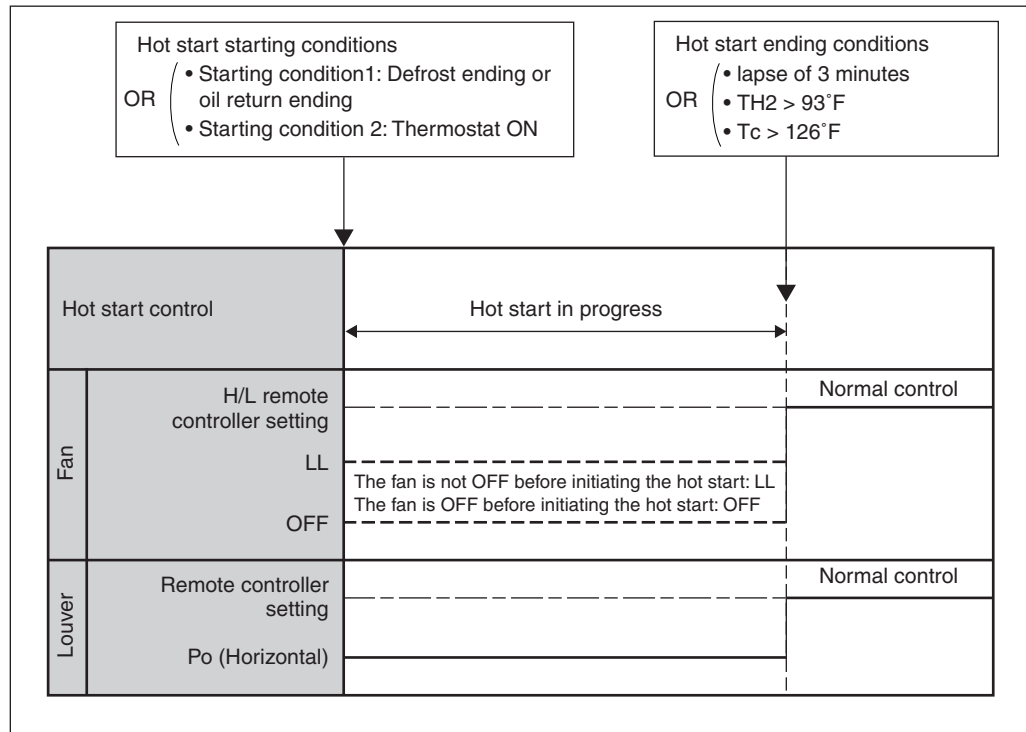 Hot start starting conditions
OR
• Starting condition1: Defrost ending or
oil return ending
• Starting condition 2: Thermostat ON
Hot start ending conditions
OR
• lapse of 3 minutes
• TH2 > 93˚F
• Tc > 126˚F
Hot start control
Hot start in progress
Fan
H/L remote
controller setting
Normal control
LL
The fan is not OFF before initiating the hot start: LL
The fan is OFF before initiating the hot start: OFF
OFF
Louver
Remote controller
setting
Normal control
Po (Horizontal)